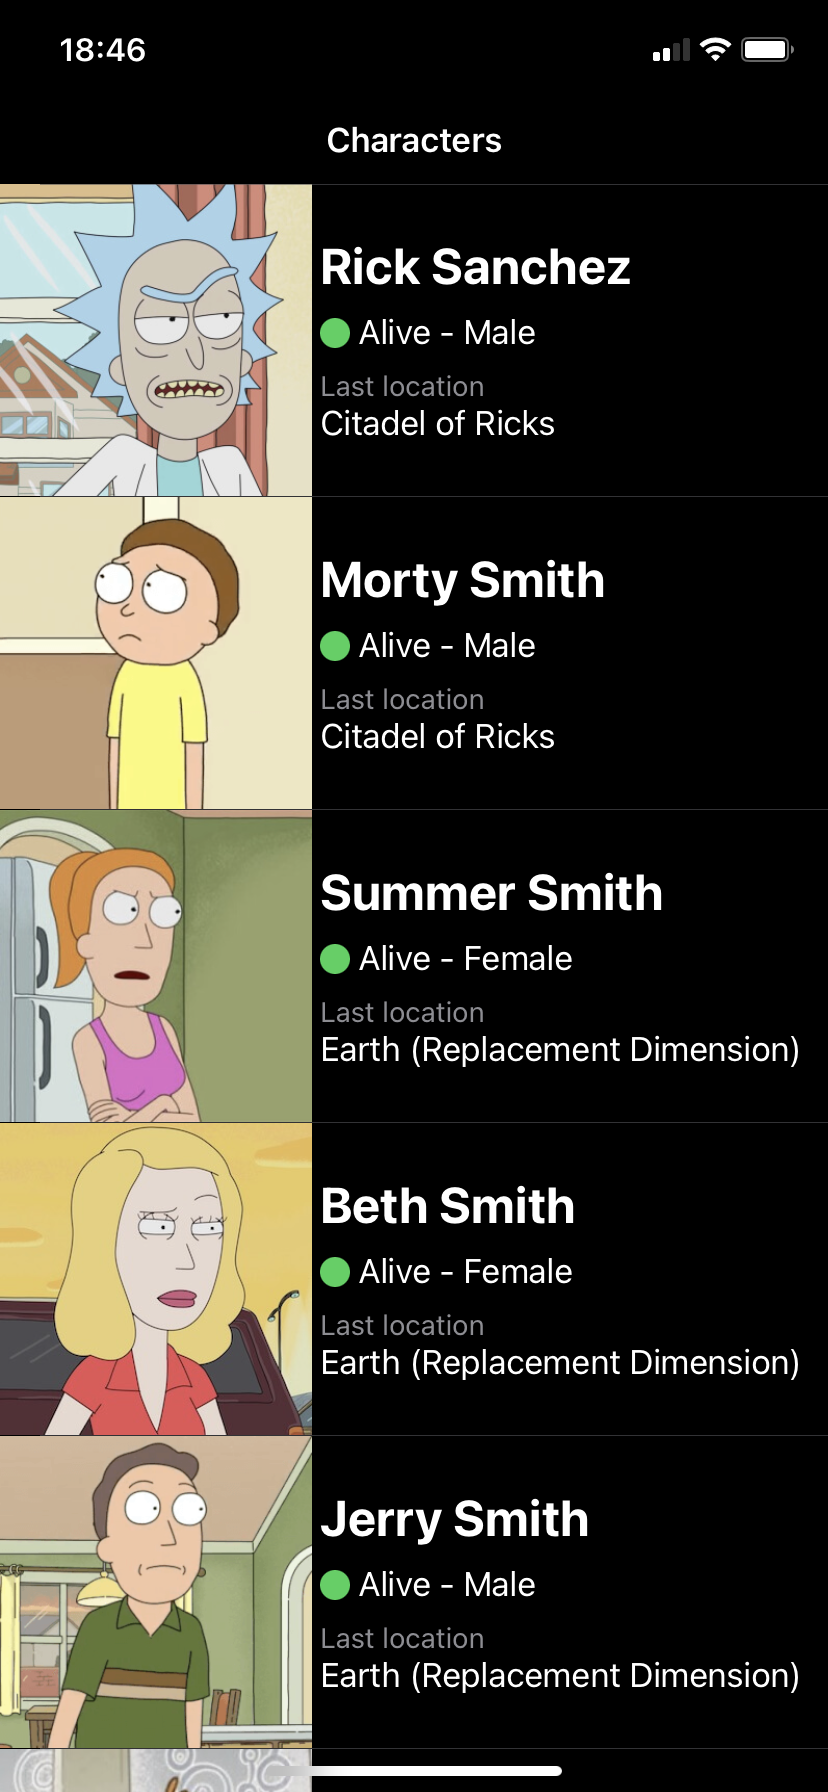 18:46
Characters
Rick Sanchez
Alive - Male
Last location
Citadel of Ricks
Morty Smith
Alive - Male
Last location
Citadel of Ricks
Summer Smith
Alive - Female
Last location
Earth (Replacement Dimension)
Beth Smith
Alive - Female
Last location
Earth (Replacement Dimension)
Jerry Smith
Alive - Male
Last location
Earth (Replacement Dimension)